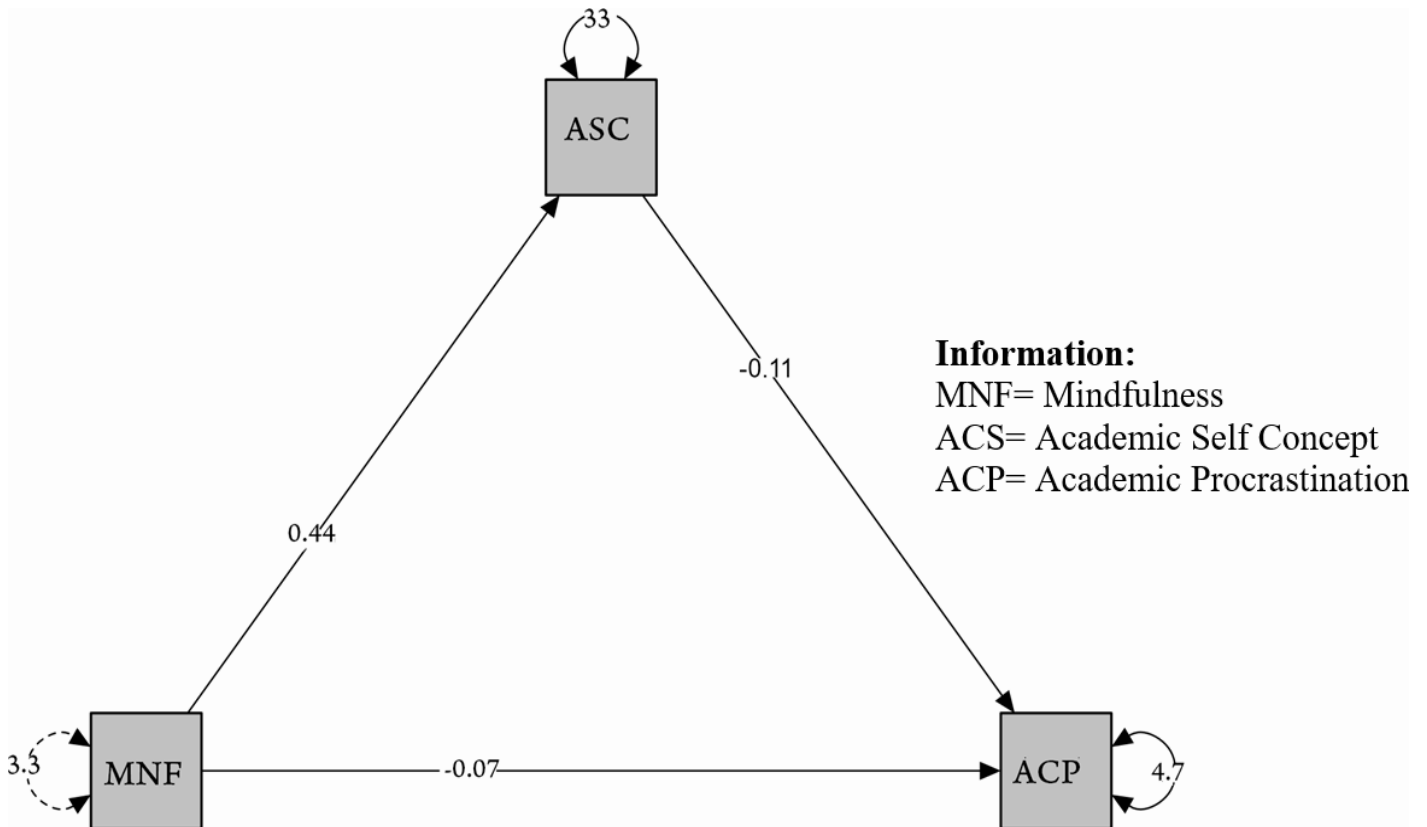 33
ASC
-0.11
Information:
MNF= Mindfulness
ACS= Academic Self Concept
ACP= Academic Procrastination
0.44
3.3
MNF
-0.07
ACP
4.7